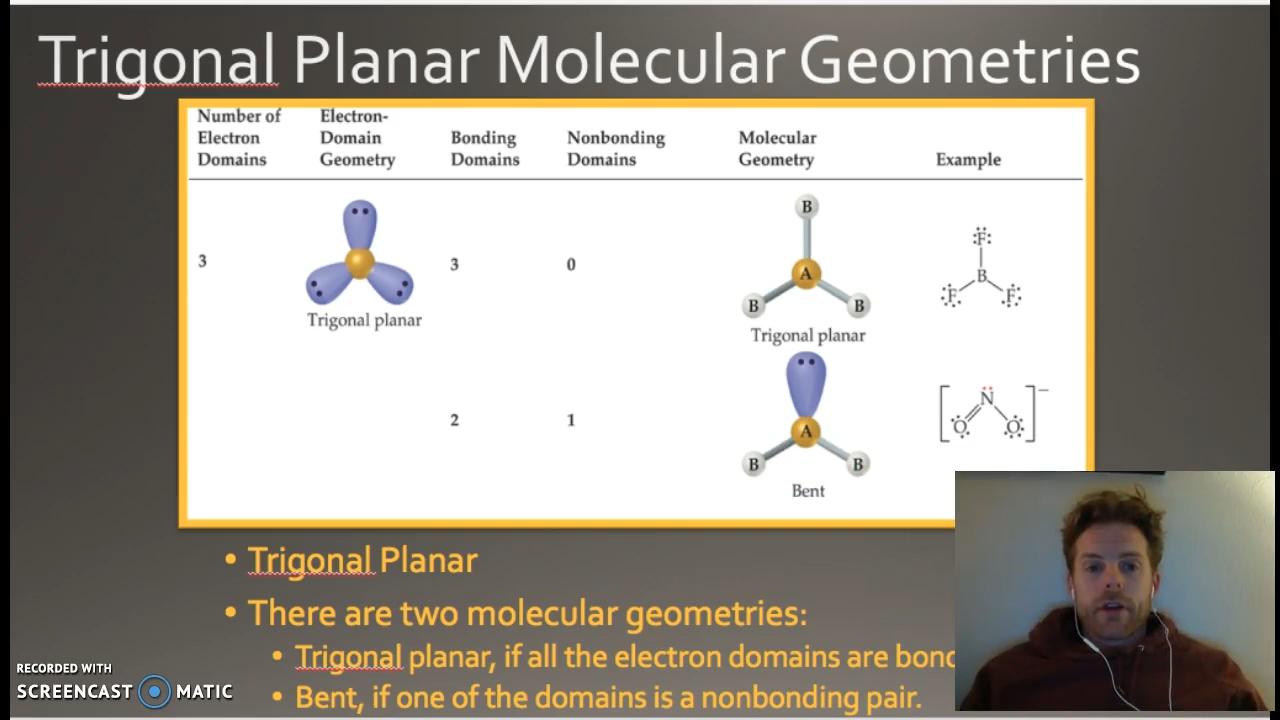 Trigonal Planar Molecular Geometries
Number of Electron Domains
Electron-Domain Geometry
Bonding Domains
Nonbonding Domains
Molecular Geometry
Example
3
Trigonal planar
3
0
B
A
B
B
Trigonal planar
:F:
B
:F:
:F:
2
1
A
B
B
Bent
[
N
O
O
]−
• Trigonal Planar
• There are two molecular geometries:
• Trigonal planar, if all the electron domains are
• Bent, if one of the domains is a nonbonding pair.
RECORDED WITH
SCREENCAST MATIC